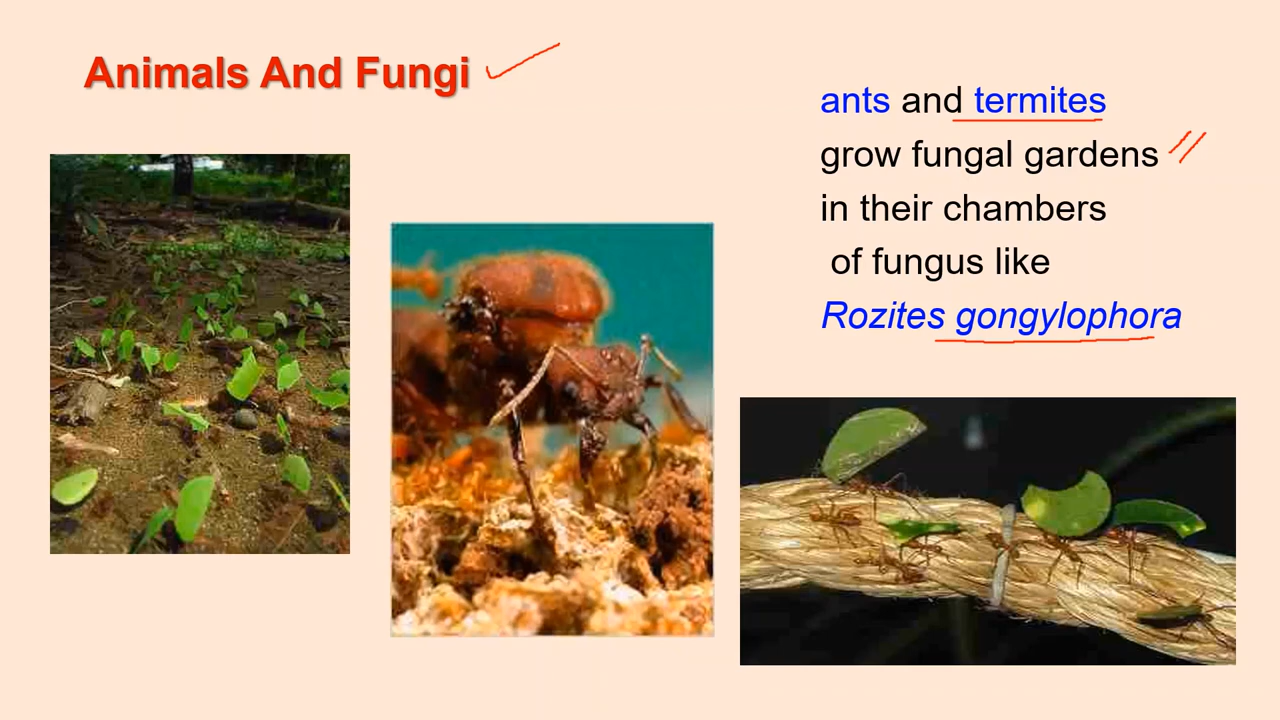 Animals And Fungi
ants and termites
grow fungal gardens
in their chambers
of fungus like
Rozites gongylophora